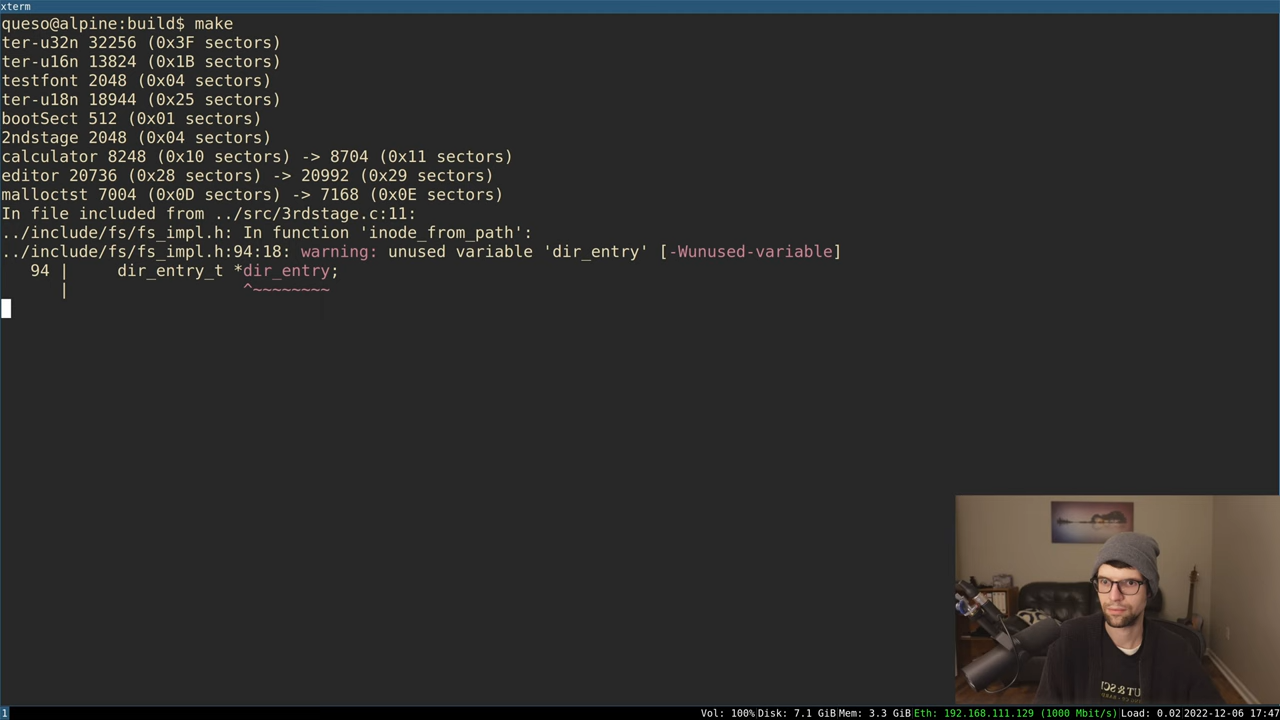 xterm
queso@alpine:build$ make
ter-u32n 32256 (0x3F sectors)
ter-u16n 13824 (0x1B sectors)
testfont 2048 (0x04 sectors)
ter-u18n 18944 (0x25 sectors)
bootSect 512 (0x01 sectors)
2ndstage 2048 (0x04 sectors)
calculator 8248 (0x10 sectors) -> 8704 (0x11 sectors)
editor 20736 (0x28 sectors) -> 20992 (0x29 sectors)
malloctst 7004 (0x0D sectors) -> 7168 (0x0E sectors)
In file included from ../src/3rdstage.c:11:
../include/fs/fs_impl.h: In function 'inode_from_path':
../include/fs/fs_impl.h:94:18: warning: unused variable 'dir_entry' [-Wunused-variable]
94 | dir_entry_t *dir_entry;
| ^~~~~~~~~
1 Vol: 100% Disk: 7.1 GiB Mem: 3.3 GiB Eth: 192.168.111.129 (1000 Mbit/s) Load: 0.02 2022-12-06 17:47